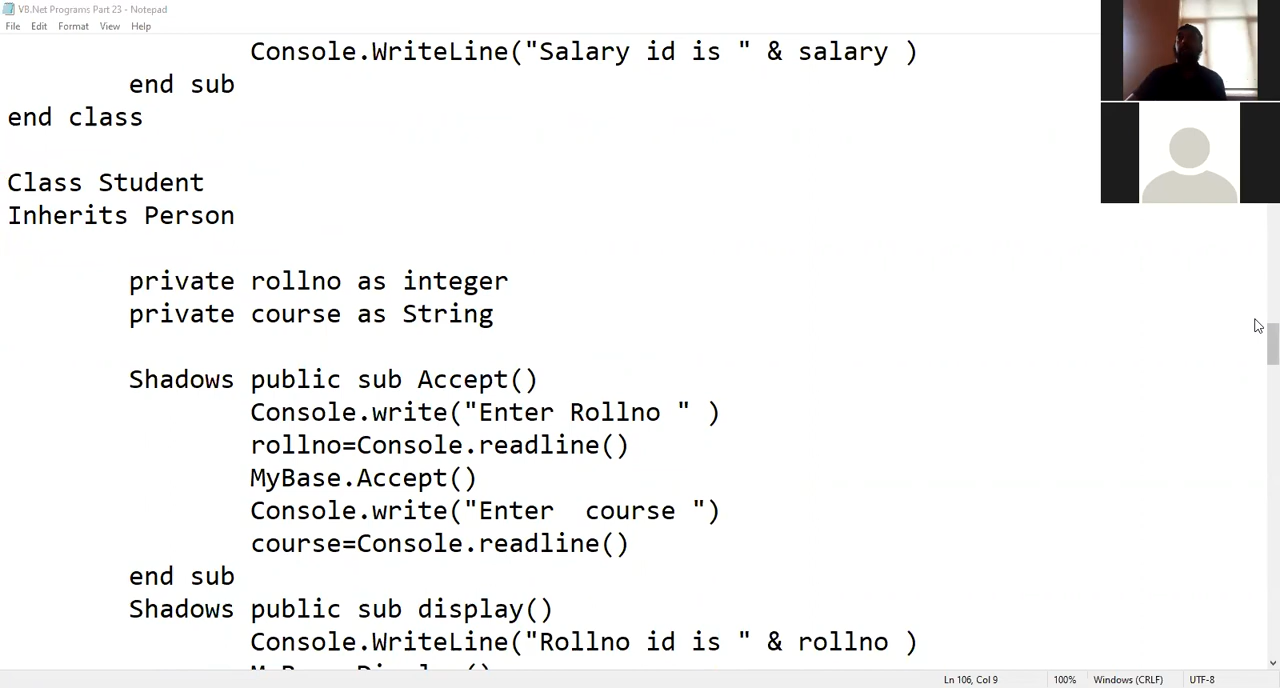 VB.Net Programs Part 23 - Notepad
File Edit Format View Help
Console.WriteLine("Salary id is " & salary )
end sub
end class
Class Student
Inherits Person
private rollno as integer
private course as String
Shadows public sub Accept()
Console.write("Enter Rollno " )
rollno=Console.readline()
MyBase.Accept()
Console.write("Enter  course ")
course=Console.readline()
end sub
Shadows public sub display()
Console.WriteLine("Rollno id is " & rollno )
MyBase.Display()
Ln 106, Col 9 100% Windows (CRLF) UTF-8